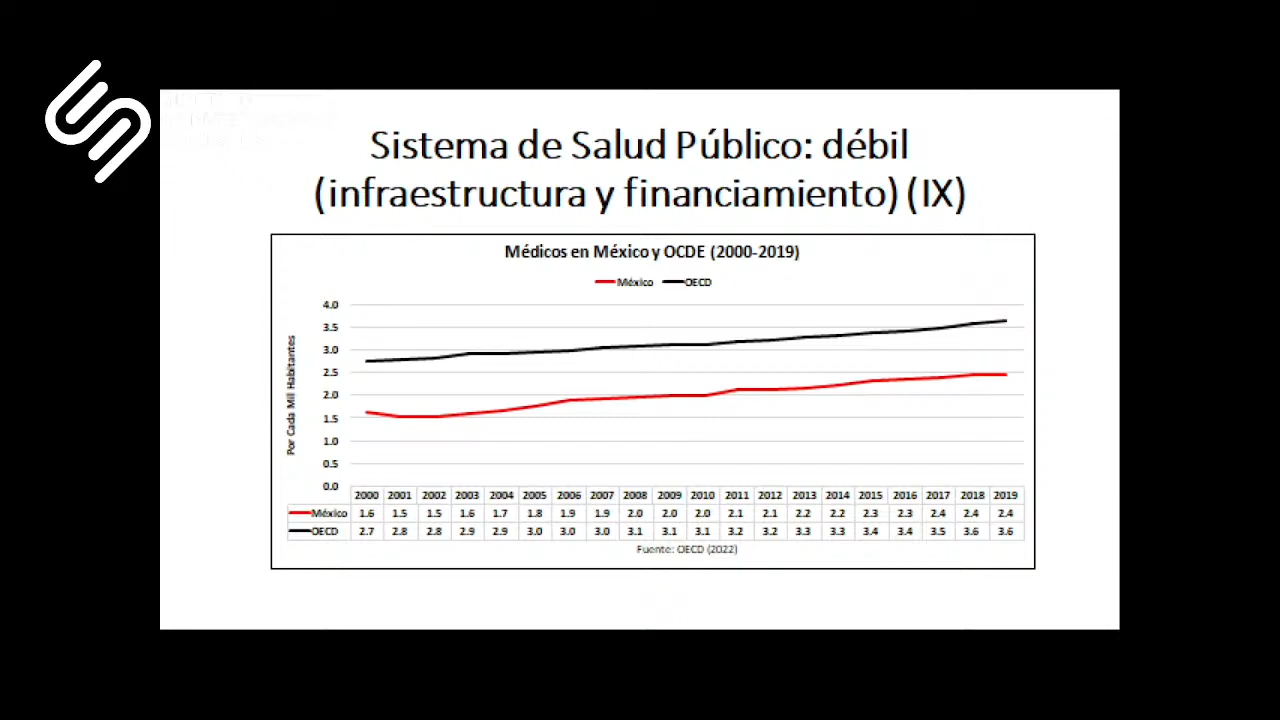 Sistema de Salud Público: débil
(infraestructura y financiamiento) (IX)
Médicos en México y OCDE (2000-2019)
México OECD
4.0
3.5
3.0
2.5
2.0
1.5
1.0
0.5
0.0
Por Cada Mil Habitantes
2000 2001 2002 2003 2004 2005 2006 2007 2008 2009 2010 2011 2012 2013 2014 2015 2016 2017 2018 2019
México 1.6 1.5 1.5 1.6 1.7 1.8 1.9 1.9 2.0 2.0 2.0 2.1 2.1 2.2 2.2 2.3 2.3 2.4 2.4 2.4
OECD 2.7 2.8 2.8 2.9 2.9 3.0 3.0 3.0 3.1 3.1 3.1 3.2 3.2 3.3 3.3 3.4 3.4 3.5 3.6 3.6
Fuente: OECD (2022)